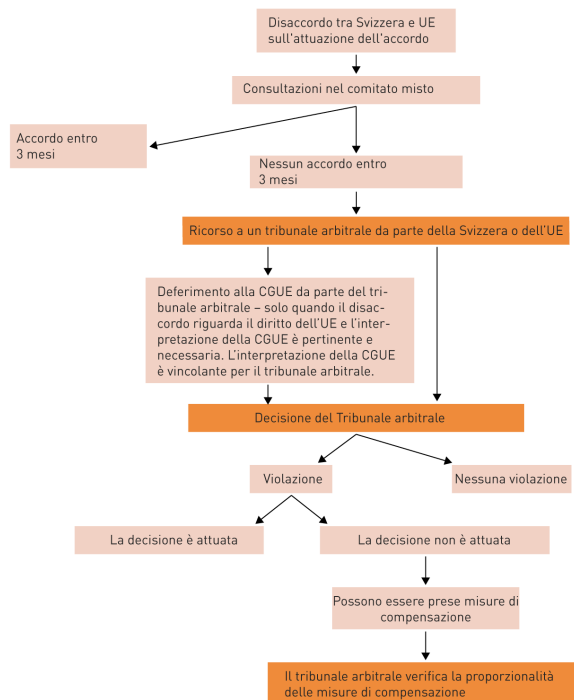 Disaccordo tra Svizzera e UE
sull'attuazione dell'accordo
Consultazioni nel comitato misto
Accordo entro
3 mesi
Nessun accordo entro
3 mesi
Ricorso a un tribunale arbitrale da parte della Svizzera o dell'UE
Deferimento alla CGUE da parte del tri-
bunale arbitrale – solo quando il disac-
cordo riguarda il diritto dell'UE e l'inter-
pretazione della CGUE è pertinente e
necessaria. L'interpretazione della CGUE
è vincolante per il tribunale arbitrale.
Decisione del Tribunale arbitrale
Violazione
Nessuna violazione
La decisione è attuata
La decisione non è attuata
Possono essere prese misure di
compensazione
Il tribunale arbitrale verifica la proporzionalità
delle misure di compensazione